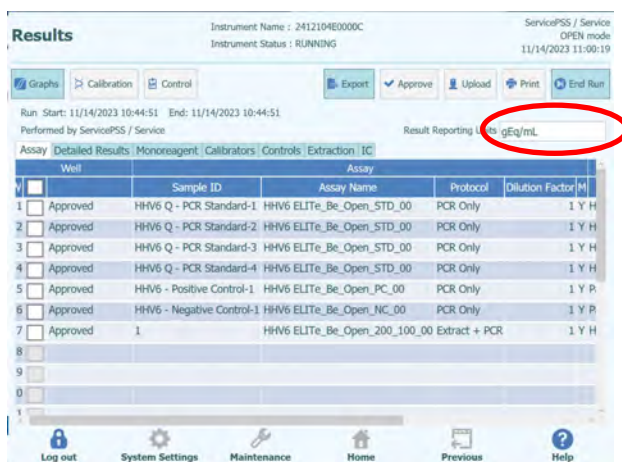 Results
Instrument Name : 2412104E0000C
Instrument Status : RUNNING
ServicePSS / Service
OPEN mode
11/14/2023 11:00:19
Graphs Calibration Control Export Approve Upload Print End Run
Run Start: 11/14/2023 10:44:51 End: 11/14/2023 10:44:51
Performed by ServicePSS / Service
Result Reporting Units gEq/mL
Assay Detailed Results Monoreagent Calibrators Controls Extraction IC
Well Assay
Sample ID Assay Name Protocol Dilution Factor M
1 Approved HHV6 Q - PCR Standard-1 HHV6 ELITe_Be_Open_STD_00 PCR Only 1 Y H
2 Approved HHV6 Q - PCR Standard-2 HHV6 ELITe_Be_Open_STD_00 PCR Only 1 Y H
3 Approved HHV6 Q - PCR Standard-3 HHV6 ELITe_Be_Open_STD_00 PCR Only 1 Y H
4 Approved HHV6 Q - PCR Standard-4 HHV6 ELITe_Be_Open_STD_00 PCR Only 1 Y H
5 Approved HHV6 - Positive Control-1 HHV6 ELITe_Be_Open_PC_00 PCR Only 1 Y P
6 Approved HHV6 - Negative Control-1 HHV6 ELITe_Be_Open_NC_00 PCR Only 1 Y P
7 Approved 1 HHV6 ELITe_Be_Open_200_100_00 Extract + PCR 1 Y H
8
9
0
Log out System Settings Maintenance Home Previous Help